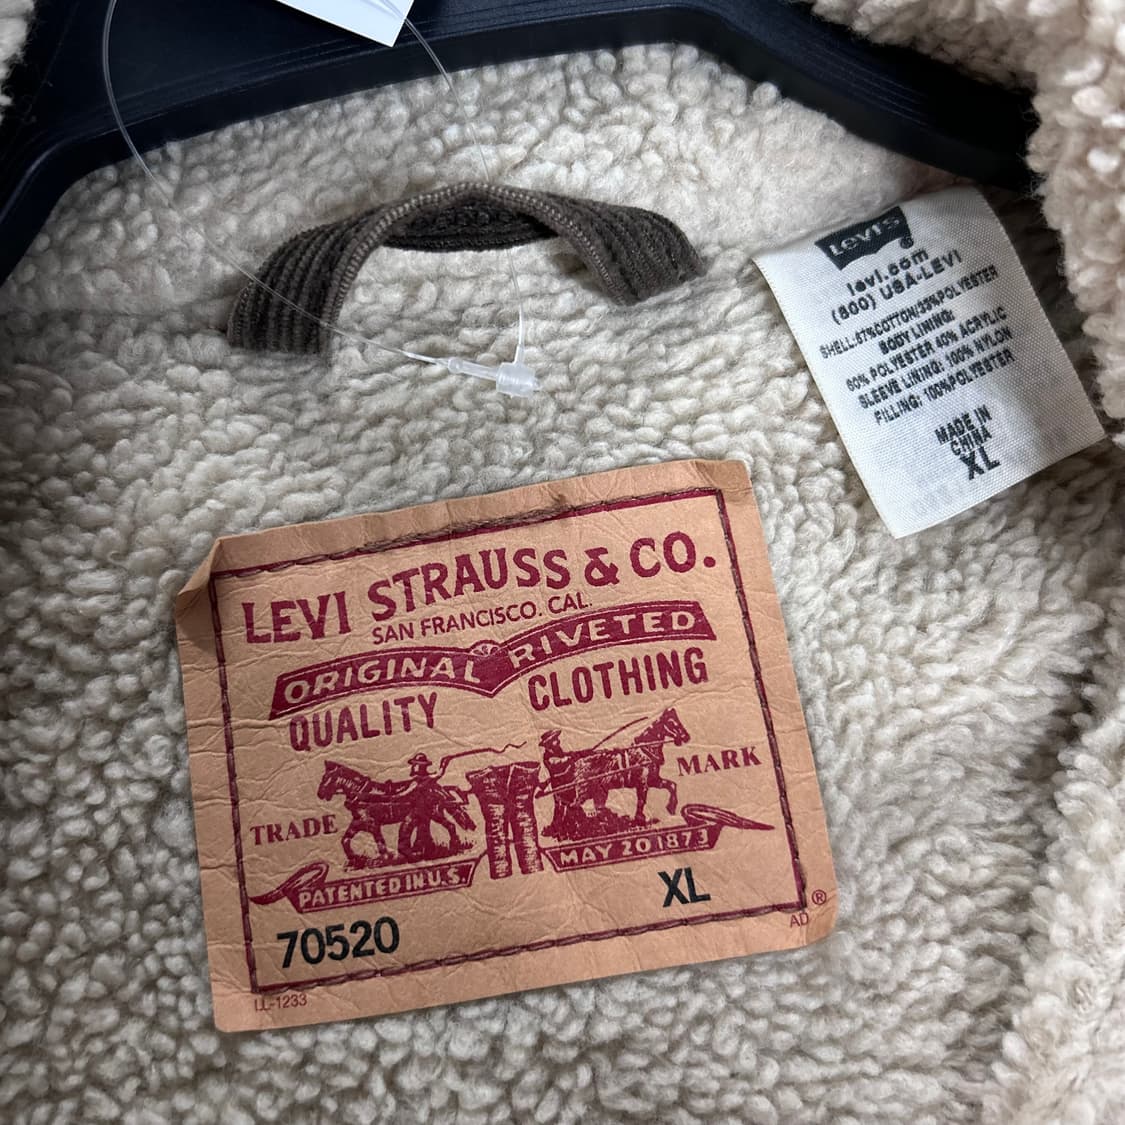 Levi's
®
levi.com
(800) USA-LEVI
SHELL:67%COTTON/33%POLYESTER
BODY LINING:
60% POLYESTER 40% ACRYLIC
SLEEVE LINING: 100% NYLON
FILLING: 100%POLYESTER
MADE IN
CHINA
XL
LEVI STRAUSS & CO.
SAN FRANCISCO. CAL.
ORIGINAL RIVETED
QUALITY CLOTHING
TRADE MARK
PATENTED IN U.S. MAY 20 1873
70520 XL
®
AD
LL-1233